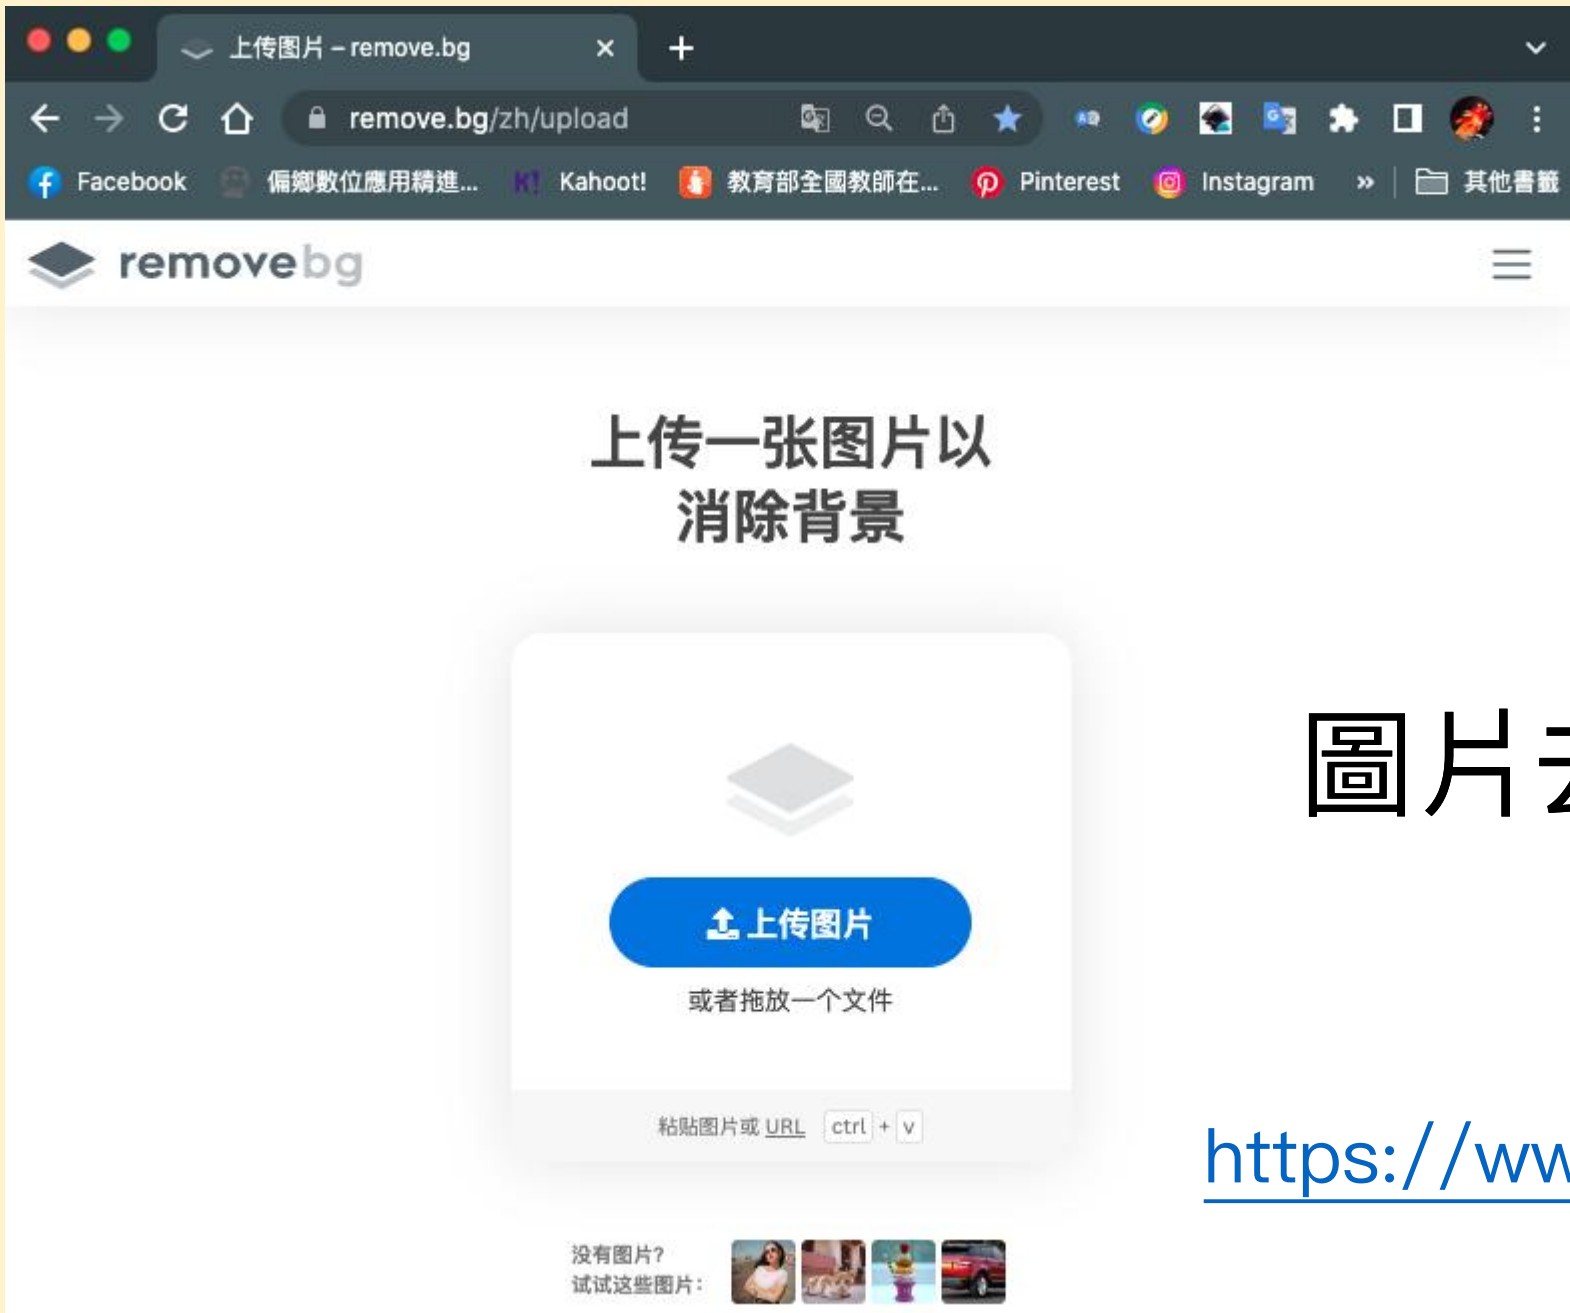 上传图片 – remove.bg
remove.bg/zh/upload
Facebook 偏鄉數位應用精進... K! Kahoot! 教育部全國教師在... Pinterest Instagram » 其他書籤
removebg
上传一张图片以
消除背景
圖片去
上传图片
或者拖放一个文件
粘贴图片或 URL ctrl + v
https://ww
没有图片?
试试这些图片: